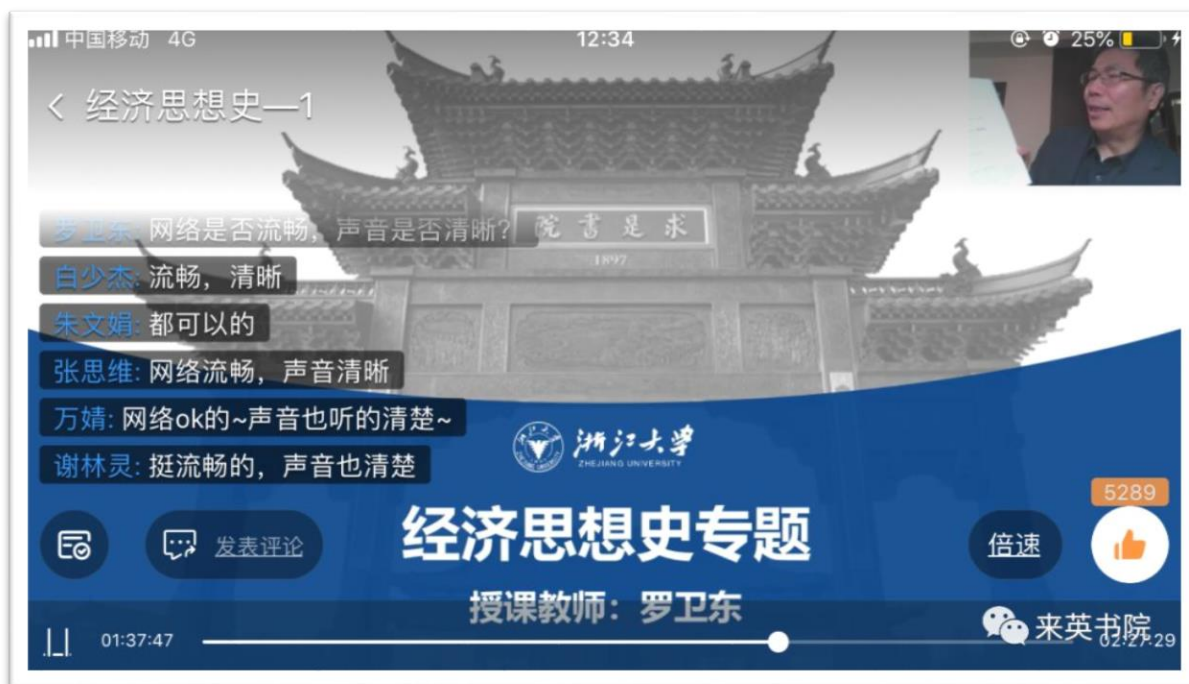 中国移动 4G
12:34
25%
经济思想史—1
罗卫东: 网络是否流畅，声音是否清晰?
院書是求
1897
白少杰: 流畅，清晰
朱文娟: 都可以的
张思维: 网络流畅，声音清晰
万婧: 网络ok的~声音也听的清楚~
谢林灵: 挺流畅的，声音也清楚
浙江大学
ZHEJIANG UNIVERSITY
5289
经济思想史专题
发表评论
倍速
授课教师：罗卫东
来英书院
01:37:47
02:27:29